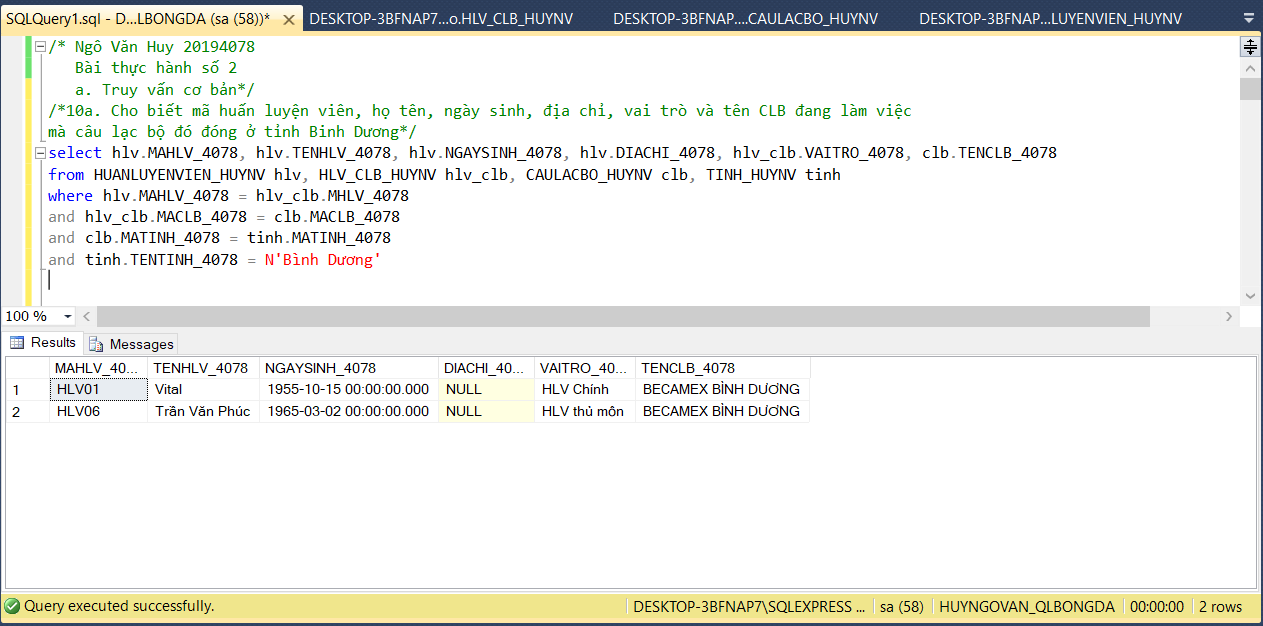 SQLQuery1.sql - D...LBONGDA (sa (58))* DESKTOP-3BFNAP7...o.HLV_CLB_HUYNV DESKTOP-3BFNAP....CAULACBO_HUYNV DESKTOP-3BFNAP...LUYENVIEN_HUYNV
/* Ngô Văn Huy 20194078
Bài thực hành số 2
a. Truy vấn cơ bản*/
/*10a. Cho biết mã huấn luyện viên, họ tên, ngày sinh, địa chỉ, vai trò và tên CLB đang làm việc
mà câu lạc bộ đó đóng ở tỉnh Binh Dương*/
select hlv.MAHLV_4078, hlv.TENHLV_4078, hlv.NGAYSINH_4078, hlv.DIACHI_4078, hlv_clb.VAITRO_4078, clb.TENCLB_4078
from HUANLUYENVIEN_HUYNV hlv, HLV_CLB_HUYNV hlv_clb, CAULACBO_HUYNV clb, TINH_HUYNV tinh
where hlv.MAHLV_4078 = hlv_clb.MHLV_4078
and hlv_clb.MACLB_4078 = clb.MACLB_4078
and clb.MATINH_4078 = tinh.MATINH_4078
and tinh.TENTINH_4078 = N'Bình Dương'
100 %
Results Messages
MAHLV_40... TENHLV_4078 NGAYSINH_4078 DIACHI_40... VAITRO_40... TENCLB_4078
1 HLV01 Vital 1955-10-15 00:00:00.000 NULL HLV Chính BECAMEX BÌNH DƯƠNG
2 HLV06 Trần Văn Phúc 1965-03-02 00:00:00.000 NULL HLV thủ môn BECAMEX BÌNH DƯƠNG
Query executed successfully. DESKTOP-3BFNAP7\SQLEXPRESS ... sa (58) HUYNGOVAN_QLBONGDA 00:00:00 2 rows